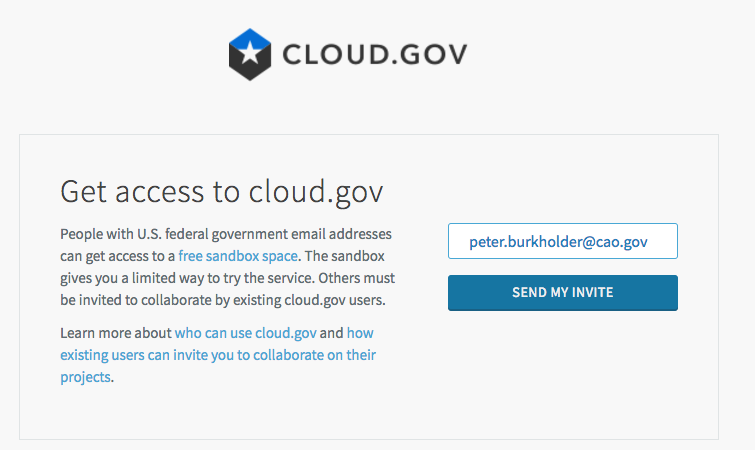 CLOUD.GOV
Get access to cloud.gov
People with U.S. federal government email addresses
can get access to a free sandbox space. The sandbox
gives you a limited way to try the service. Others must
be invited to collaborate by existing cloud.gov users.
Learn more about who can use cloud.gov and how
existing users can invite you to collaborate on their
projects.
peter.burkholder@cao.gov
SEND MY INVITE